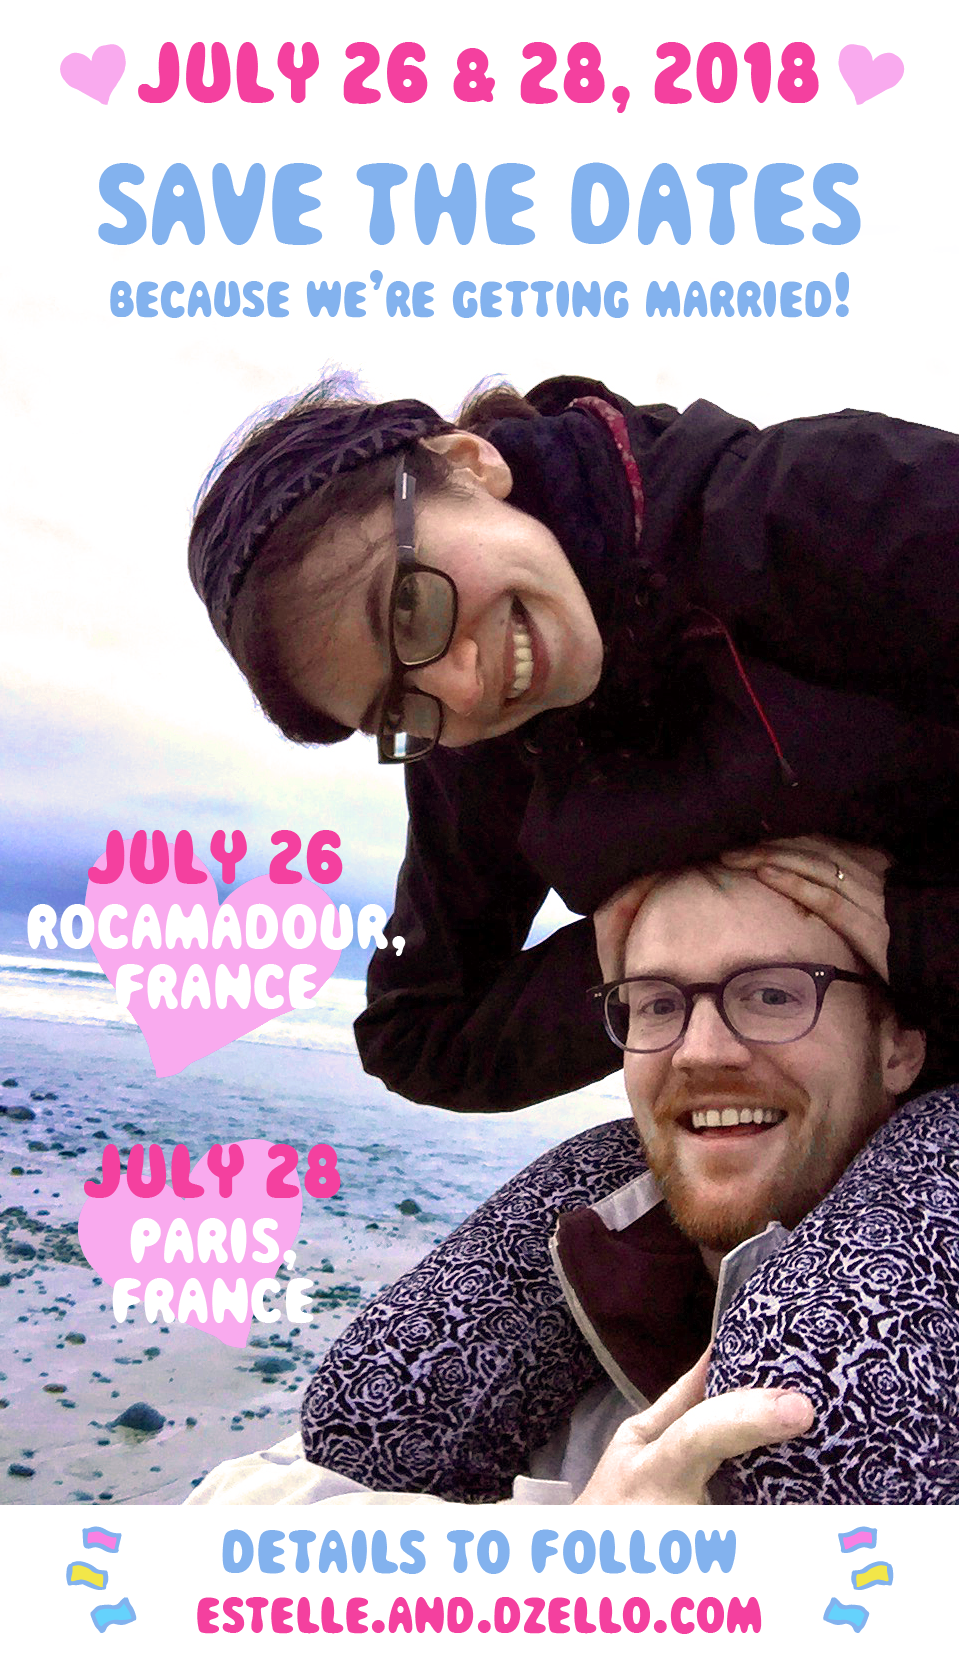 JULY 26 & 28, 2018
SAVE THE DATES
BECAUSE WE'RE GETTING MARRIED!
JULY 26
ROCAMADOUR,
FRANCE
JULY 28
PARIS,
FRANCE
DETAILS TO FOLLOW
ESTELLE.AND.DZELLO.COM